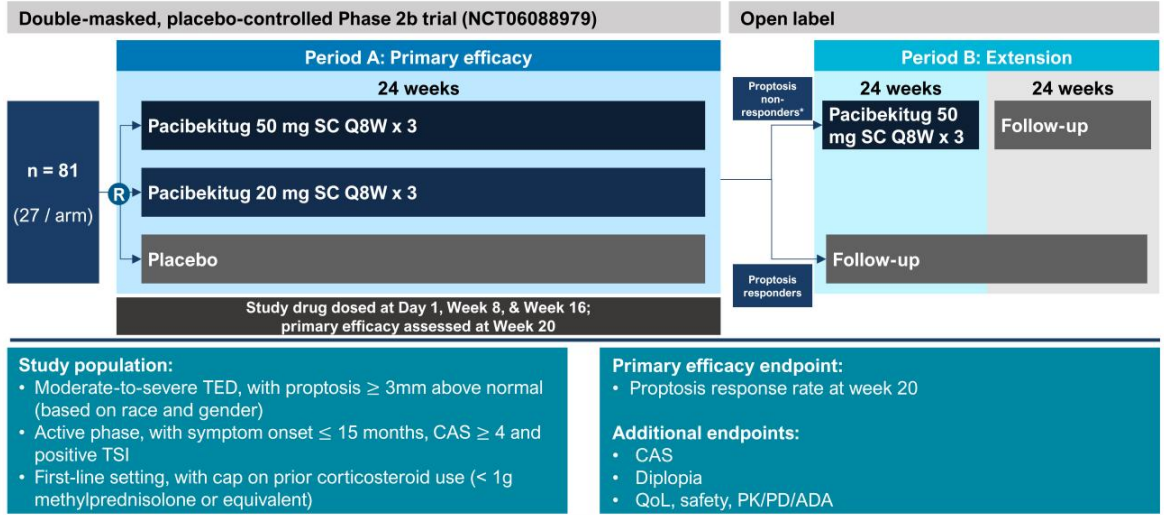 Double-masked, placebo-controlled Phase 2b trial (NCT06088979)
Open label
Period A: Primary efficacy
Period B: Extension
24 weeks
24 weeks
24 weeks
n = 81
(27 / arm)
R
Pacibekitug 50 mg SC Q8W x 3
Pacibekitug 20 mg SC Q8W x 3
Placebo
Study drug dosed at Day 1, Week 8, & Week 16;
primary efficacy assessed at Week 20
Proptosis
non-
responders*
Pacibekitug 50
mg SC Q8W x 3
Follow-up
Proptosis
responders
Follow-up
Study population:
• Moderate-to-severe TED, with proptosis ≥ 3mm above normal
(based on race and gender)
• Active phase, with symptom onset ≤ 15 months, CAS ≥ 4 and
positive TSI
• First-line setting, with cap on prior corticosteroid use (< 1g
methylprednisolone or equivalent)
Primary efficacy endpoint:
• Proptosis response rate at week 20
Additional endpoints:
• CAS
• Diplopia
• QoL, safety, PK/PD/ADA